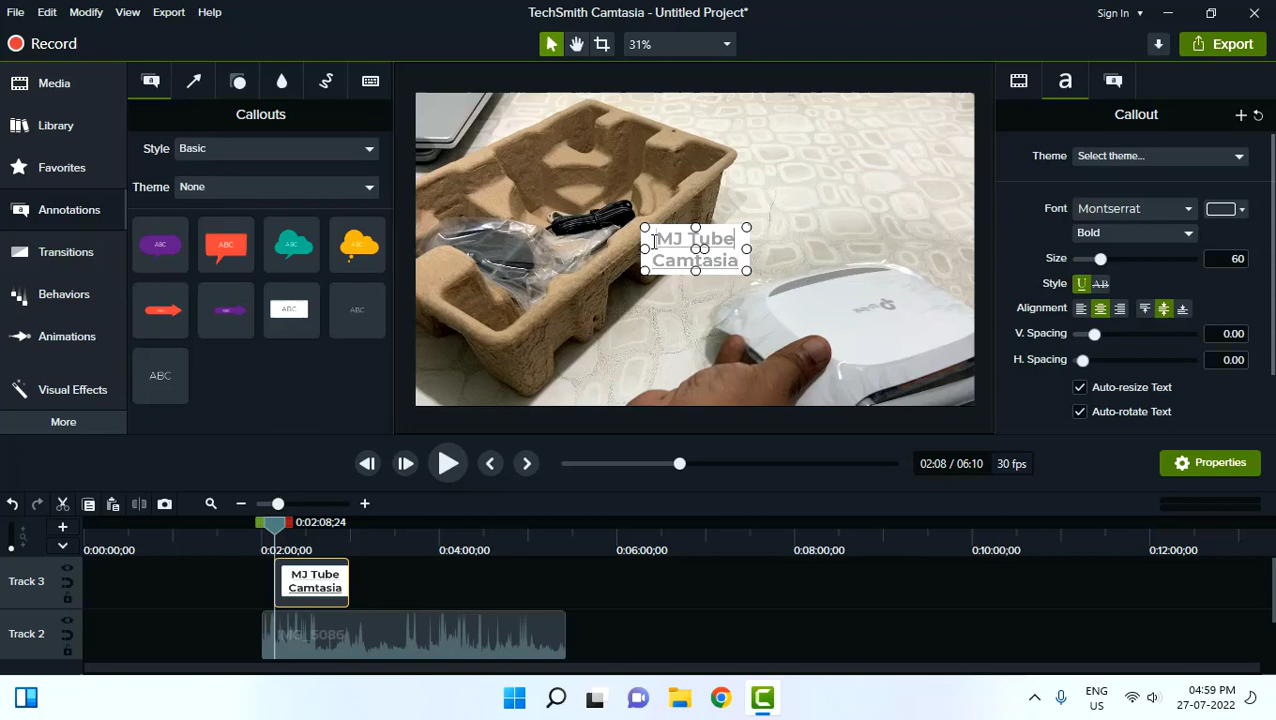 File Edit Modify View Export Help
TechSmith Camtasia - Untitled Project*
Sign In
Record
31%
Export
Media
Library
Favorites
Annotations
Transitions
Behaviors
Animations
Visual Effects
More
Callouts
Style Basic
Theme None
ABC ABC ABC ABC
ABC ABC ABC ABC
ABC
MJ Tube
Camtasia
Callout
Theme Select theme...
Font Montserrat
Bold
Size 60
Style U AB
Alignment
V. Spacing 0.00
H. Spacing 0.00
Auto-resize Text
Auto-rotate Text
02:08 / 06:10 30 fps
Properties
0:02:08;24
0:00:00;00 0:02:00;00 0:04:00;00 0:06:00;00 0:08:00;00 0:10:00;00 0:12:00;00
Track 3
MJ Tube
Camtasia
Track 2
IMG_5086
ENG
US
04:59 PM
27-07-2022